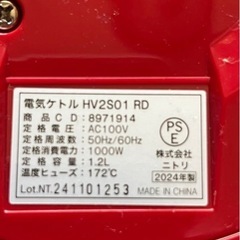 電気ケトル HV2S01 RD
商品CD:8971914
定格電圧:AC100V
定格周波数:50Hz/60Hz
定格消費電力:1000W
容量:1.2L
温度ヒューズ:172℃
Lot.NT.241101253
PSE
株式会社
ニトリ
2024年製
MADE IN CHINA